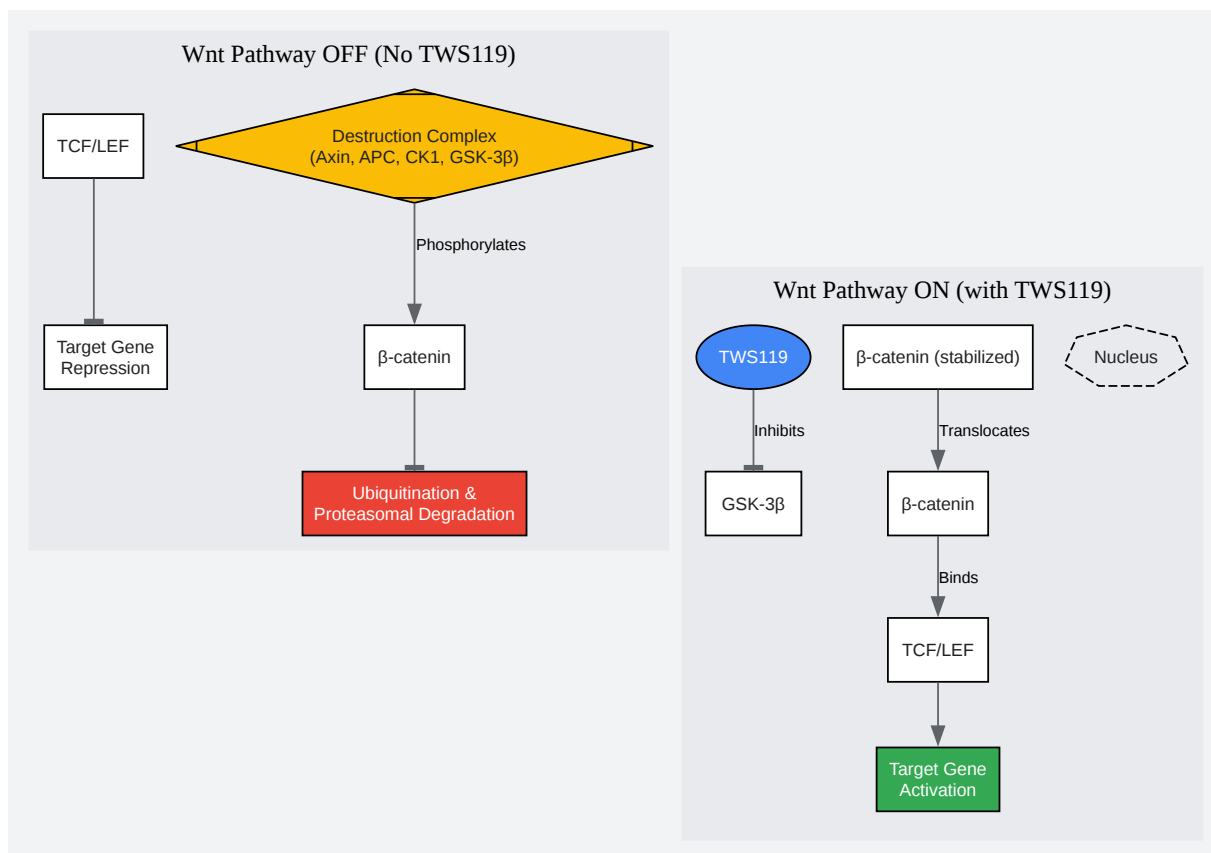 Wnt Pathway OFF (No TWS119)
TCF/LEF
Destruction Complex
(Axin, APC, CK1, GSK-3β)
Phosphorylates
Target Gene
Repression
β-catenin
Ubiquitination &
Proteasomal Degradation
Wnt Pathway ON (with TWS119)
TWS119
β-catenin (stabilized)
Nucleus
Inhibits
Translocates
GSK-3β
β-catenin
Binds
TCF/LEF
Target Gene
Activation